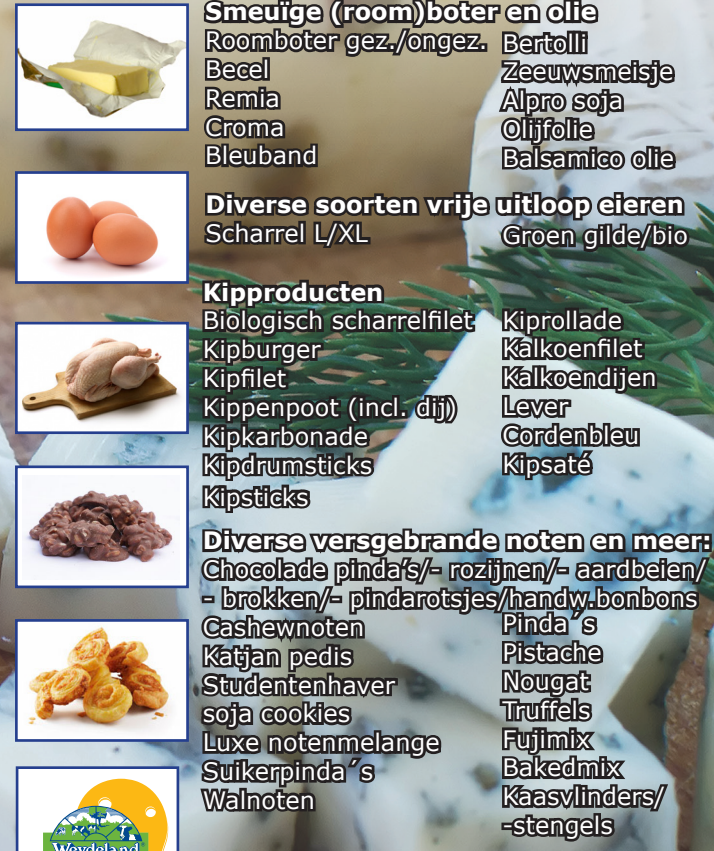 Smeuïge (room)boter en olie
Roomboter gez./ongez.
Becel
Remia
Croma
Bleuband
Bertolli
Zeeuwsmeisje
Alpro soja
Olijfolie
Balsamico olie
Diverse soorten vrije uitloop eieren
Scharrel L/XL
Groen gilde/bio
Kipproducten
Biologisch scharrelfilet
Kipburger
Kipfilet
Kippenpoot (incl. dij)
Kipkarbonade
Kipdrumsticks
Kipsticks
Kiprollade
Kalkoenfilet
Kalkoendijen
Lever
Cordenbleu
Kipsaté
Diverse versgebrande noten en meer:
Chocolade pinda’s/- rozijnen/- aardbeien/
- brokken/- pindarotsjes/handw.bonbons
Cashewnoten
Katjan pedis
Studentenhaver
soja cookies
Luxe notenmelange
Suikerpinda´s
Walnoten
Pinda´s
Pistache
Nougat
Truffels
Fujimix
Bakedmix
Kaasvlinders/
-stengels
Weydeland